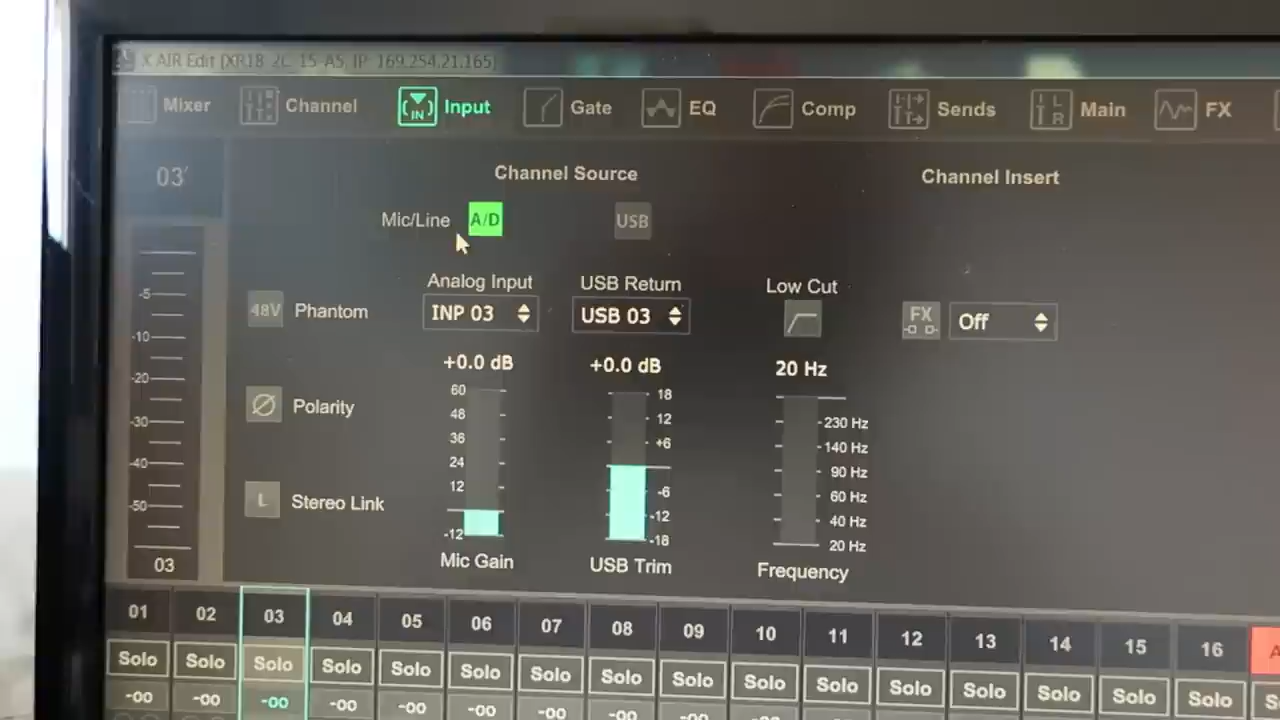 X AIR Edit [XR18_2C_15-A5, IP: 169.254.21.165]
Mixer Channel Input Gate EQ Comp Sends Main FX
IN
03
Channel Source
Channel Insert
Mic/Line A/D USB
Analog Input USB Return Low Cut
48V Phantom INP 03 USB 03 FX Off
+0.0 dB +0.0 dB 20 Hz
Polarity
L Stereo Link
-5
-10
-20
-30
-40
-50
03
60
48
36
24
12
-12
Mic Gain
18
12
+6
-6
-12
-18
USB Trim
230 Hz
140 Hz
90 Hz
60 Hz
40 Hz
20 Hz
Frequency
01 02 03 04 05 06 07 08 09 10 11 12 13 14 15 16
Solo Solo Solo Solo Solo Solo Solo Solo Solo Solo Solo Solo Solo Solo Solo Solo
-oo -oo -oo -oo -oo -oo -oo -oo -oo